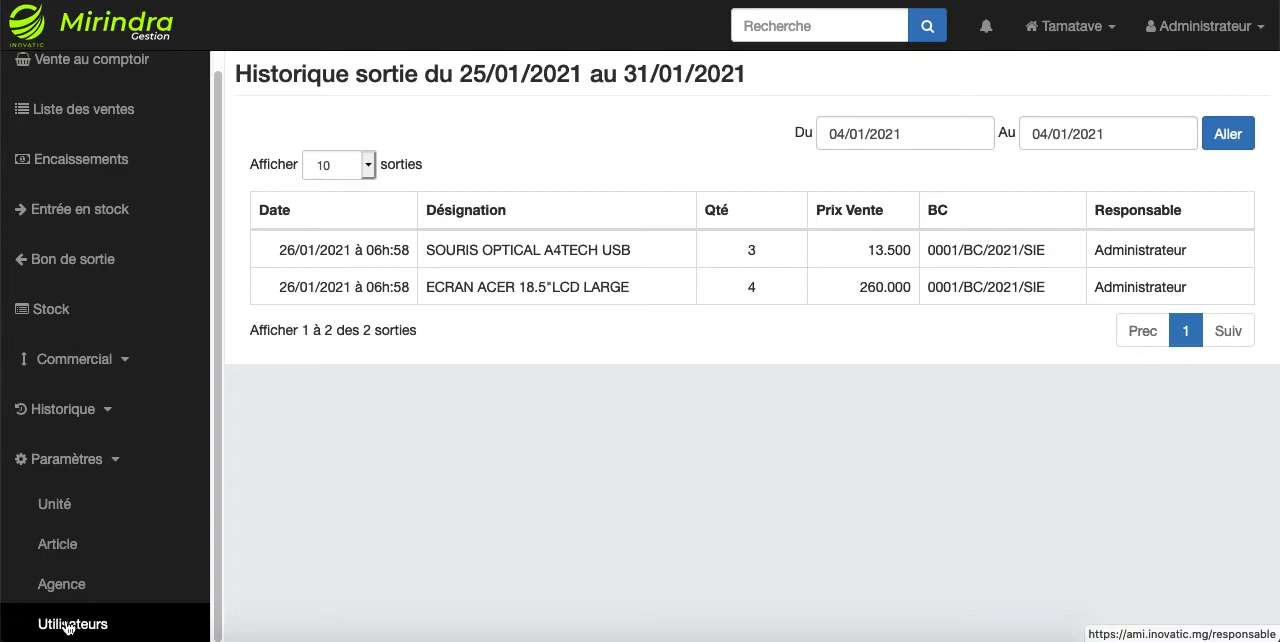 INOVATIC
Mirindra
Gestion
Recherche
Tamatave
Administrateur
Vente au comptoir
Liste des ventes
Encaissements
Entrée en stock
Bon de sortie
Stock
Commercial
Historique
Paramètres
Unité
Article
Agence
Utilisateurs
Historique sortie du 25/01/2021 au 31/01/2021
Du 04/01/2021 Au 04/01/2021 Aller
Afficher 10 sorties
Date Désignation Qté Prix Vente BC Responsable
26/01/2021 à 06h:58 SOURIS OPTICAL A4TECH USB 3 13.500 0001/BC/2021/SIE Administrateur
26/01/2021 à 06h:58 ECRAN ACER 18.5"LCD LARGE 4 260.000 0001/BC/2021/SIE Administrateur
Afficher 1 à 2 des 2 sorties
Prec 1 Suiv
https://ami.inovatic.mg/responsable